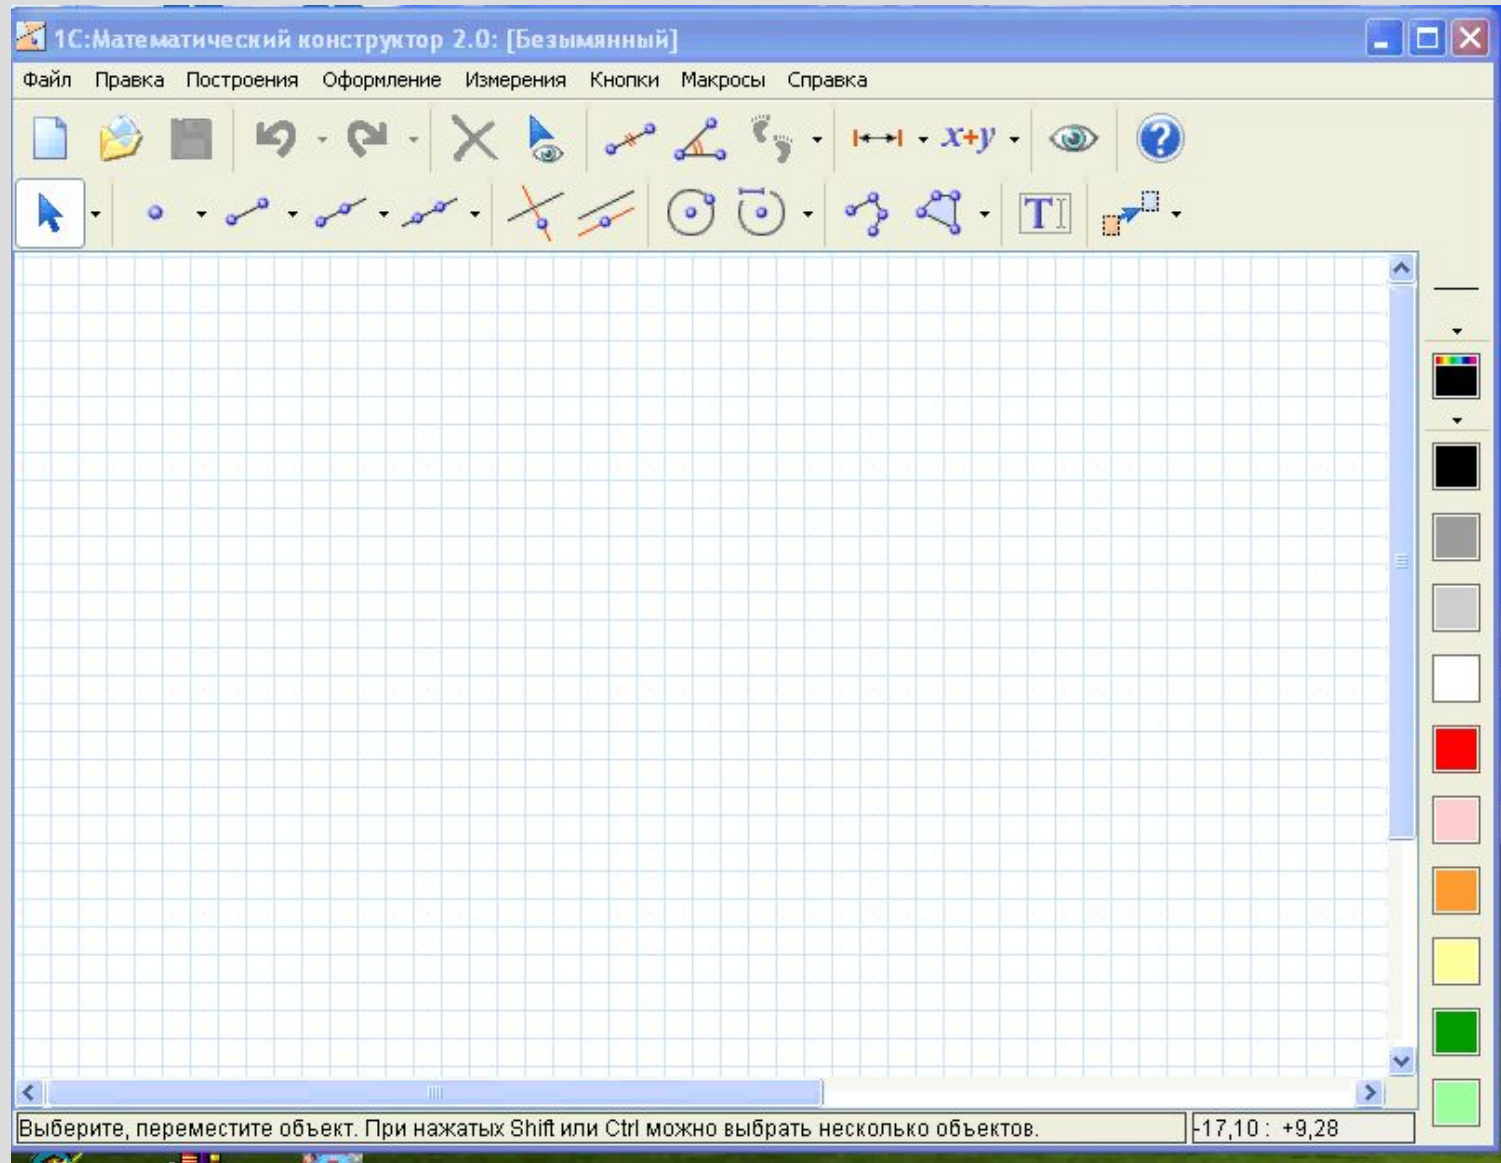 1С:Математический конструктор 2.0: [Безымянный]
Файл Правка Построения Оформление Измерения Кнопки Макросы Справка
x+y
T
Выберите, переместите объект. При нажатых Shift или Ctrl можно выбрать несколько объектов. -17,10 : +9,28